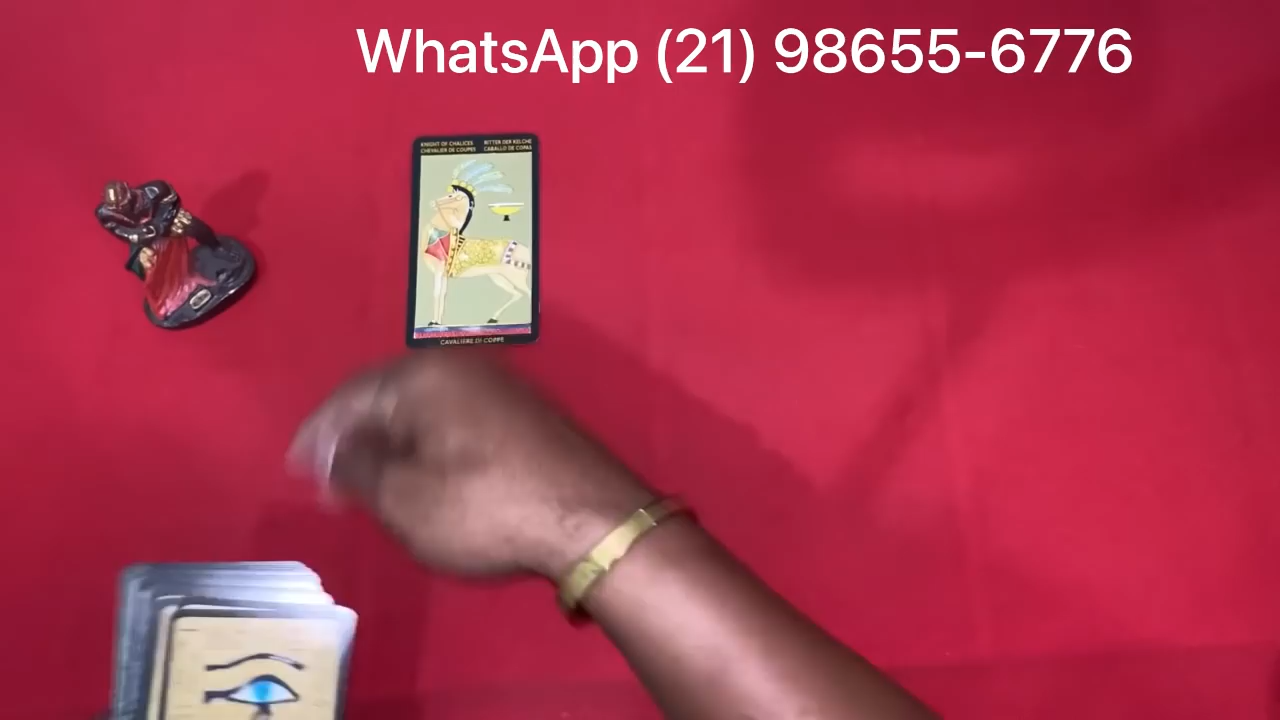 WhatsApp (21) 98655-6776
KNIGHT OF CHALICES RITTER DER KELCHE
CHEVALIER DE COUPES CABALLO DE COPAS
CAVALIERE DI COPPE